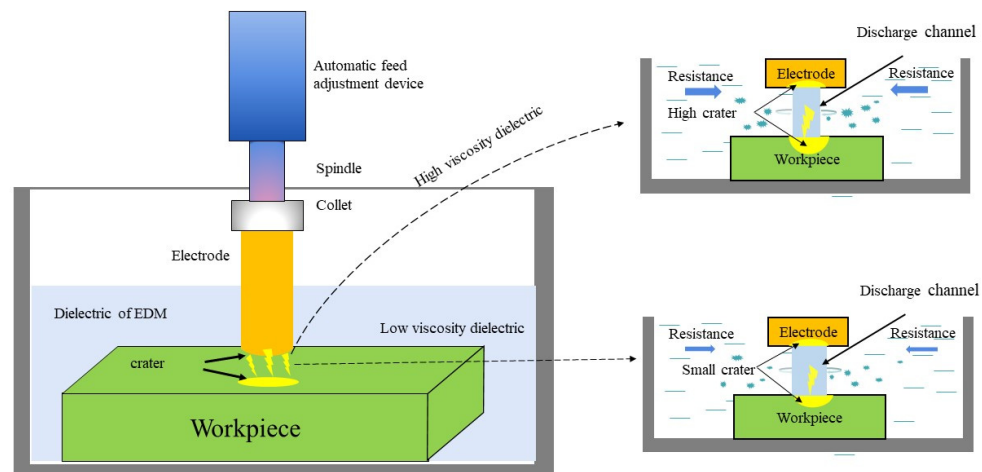 Automatic feed
adjustment device
Spindle
Collet
Electrode
Dielectric of EDM
crater
Workpiece
High viscosity dielectric
Low viscosity dielectric
Discharge channel
Resistance
Electrode
Resistance
High crater
Workpiece
Discharge channel
Resistance
Electrode
Resistance
Small crater
Workpiece